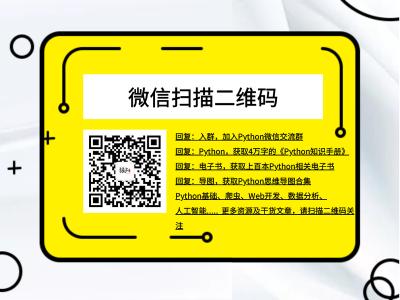 微信扫描二维码
回复：入群，加入Python微信交流群
回复：Python，获取4万字的《Python知识手册》
回复：电子书，获取上百本Python相关电子书
回复：导图，获取Python思维导图合集
Python基础、爬虫、Web开发、数据分析、
人工智能..... 更多资源及干货文章，请扫描二维码关
注